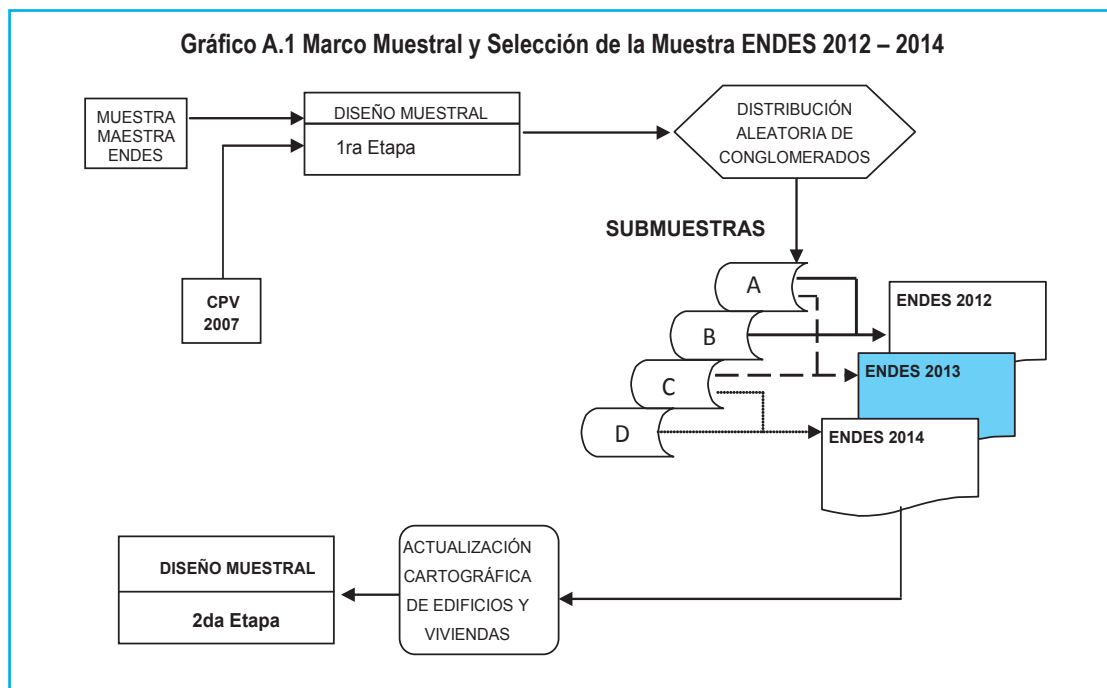 Gráfico A.1 Marco Muestral y Selección de la Muestra ENDES 2012 – 2014
MUESTRA
MAESTRA
ENDES
DISEÑO MUESTRAL
1ra Etapa
DISTRIBUCIÓN
ALEATORIA DE
CONGLOMERADOS
CPV
2007
SUBMUESTRAS
A
B
C
D
ENDES 2012
ENDES 2013
ENDES 2014
ACTUALIZACIÓN
CARTOGRÁFICA
DE EDIFICIOS Y
VIVIENDAS
DISEÑO MUESTRAL
2da Etapa